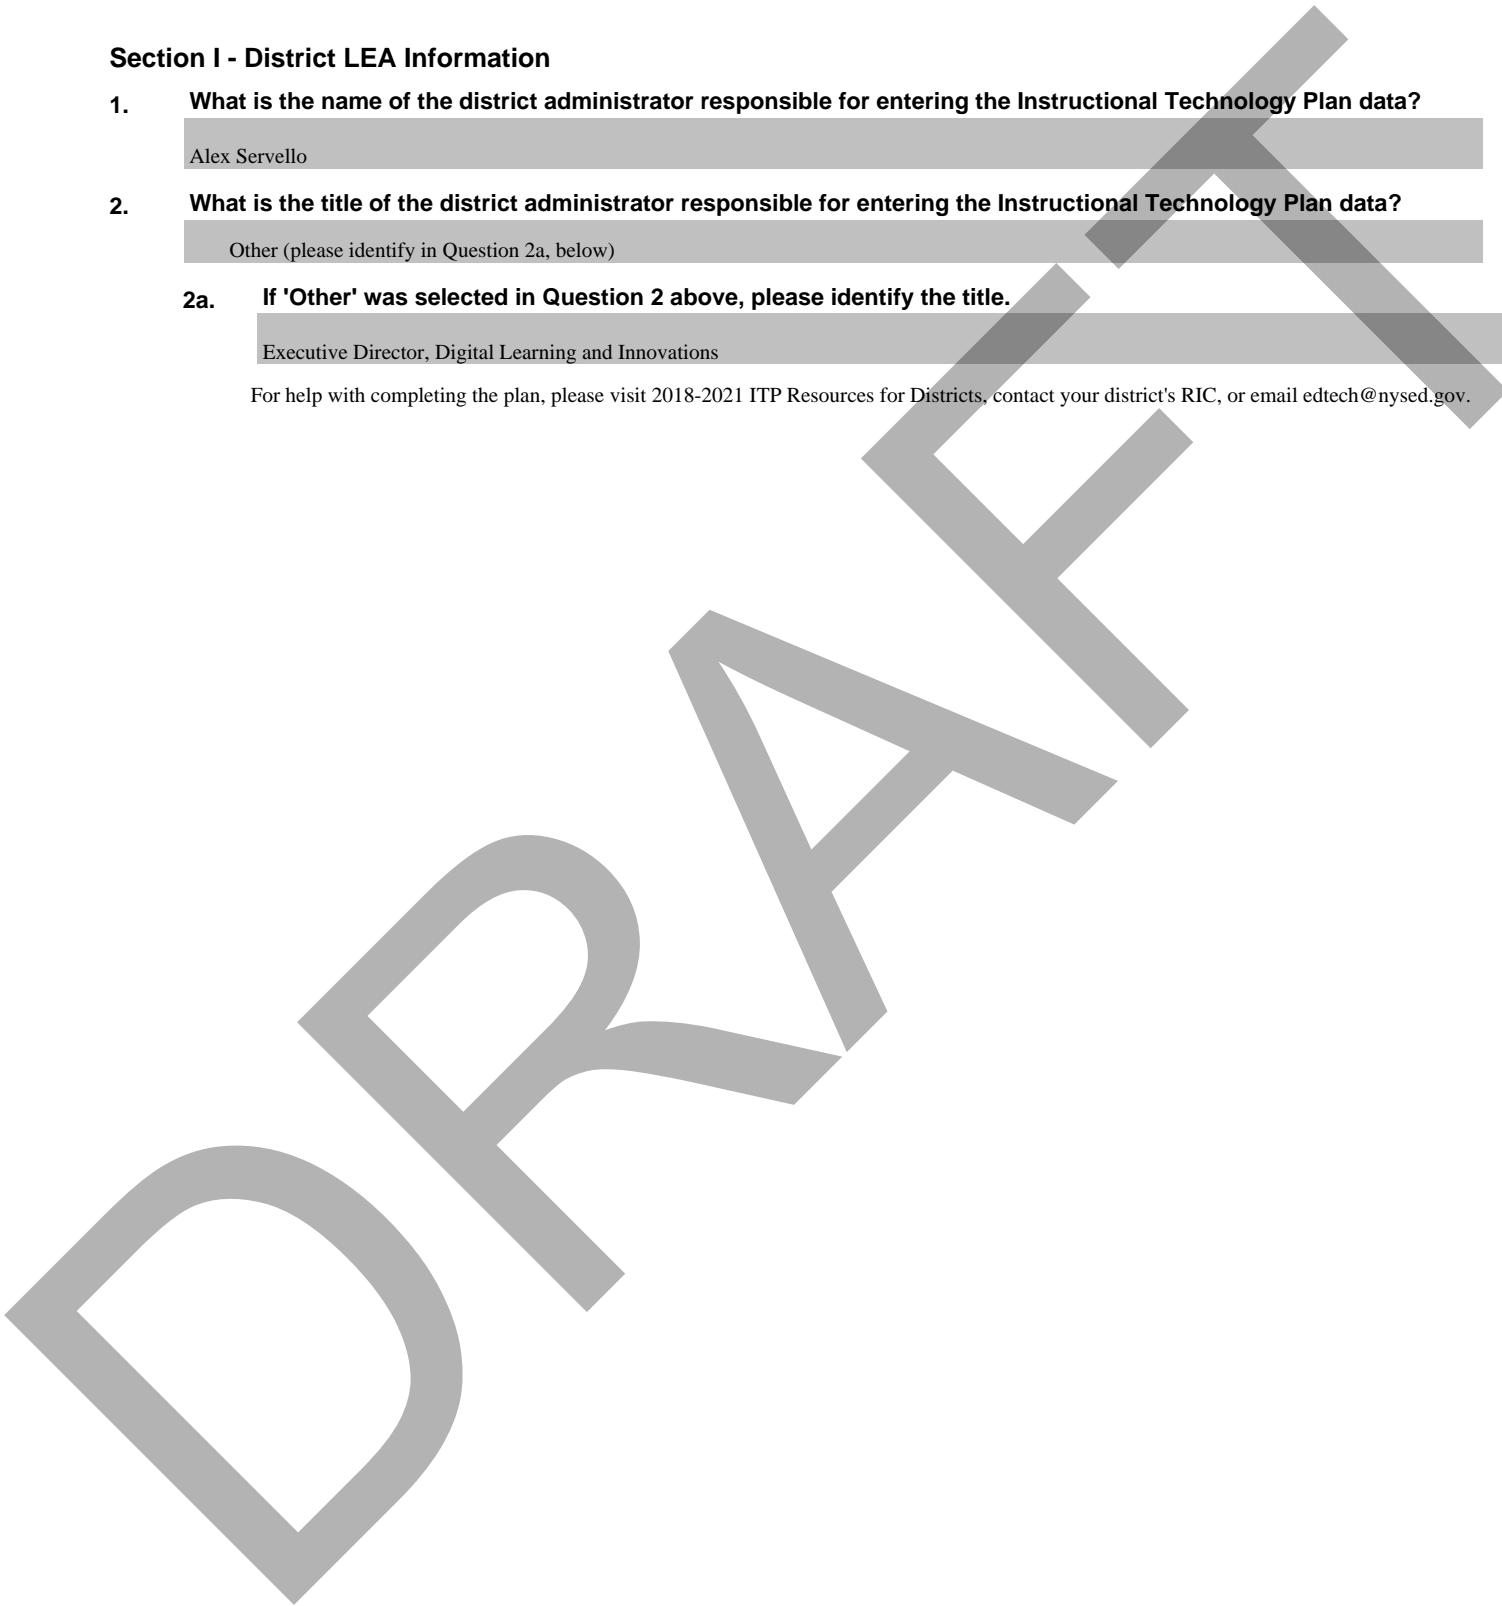 Section I - District LEA Information
1. What is the name of the district administrator responsible for entering the Instructional Technology Plan data?
Alex Servello
2. What is the title of the district administrator responsible for entering the Instructional Technology Plan data?
Other (please identify in Question 2a, below)
2a. If 'Other' was selected in Question 2 above, please identify the title.
Executive Director, Digital Learning and Innovations
For help with completing the plan, please visit 2018-2021 ITP Resources for Districts, contact your district's RIC, or email edtech@nysed.gov.
DRAFT